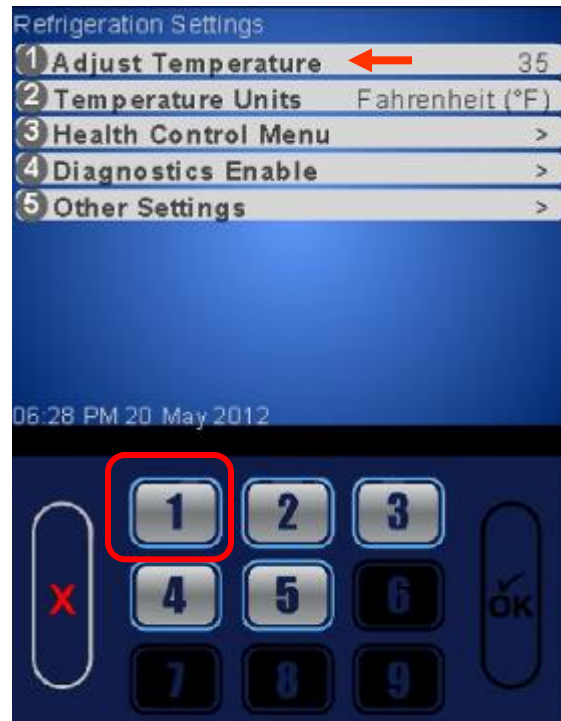 Refrigeration Settings
1 Adjust Temperature 35
2 Temperature Units Fahrenheit (°F)
3 Health Control Menu >
4 Diagnostics Enable >
5 Other Settings >
06:28 PM 20 May 2012
1 2 3
X 4 5 6 OK
7 8 9